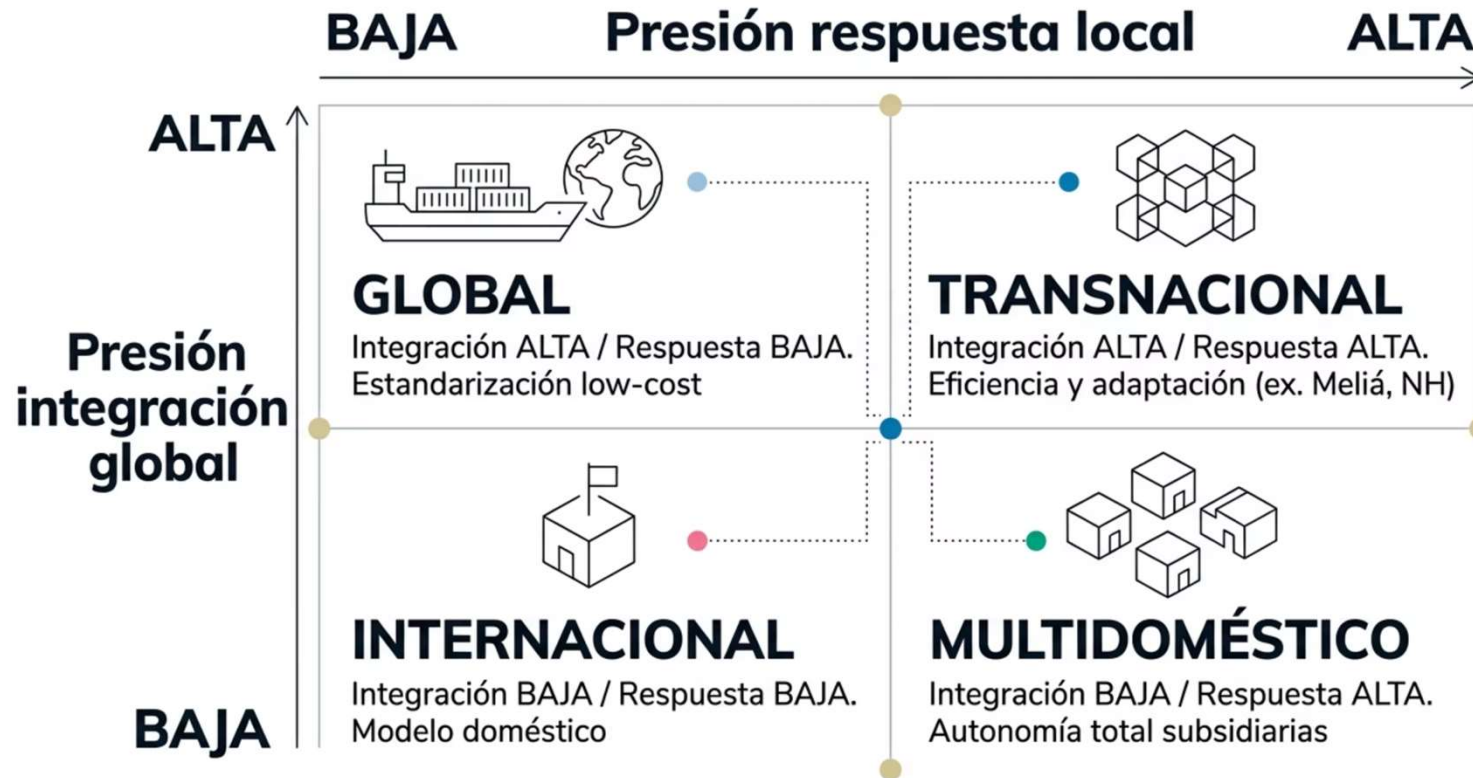 BAJA Presión respuesta local ALTA
ALTA
Presión
integración
global
BAJA
GLOBAL
Integración ALTA / Respuesta BAJA.
Estandarización low-cost
TRANSNACIONAL
Integración ALTA / Respuesta ALTA.
Eficiencia y adaptación (ex. Meliá, NH)
INTERNACIONAL
Integración BAJA / Respuesta BAJA.
Modelo doméstico
MULTIDOMÉSTICO
Integración BAJA / Respuesta ALTA.
Autonomía total subsidiarias